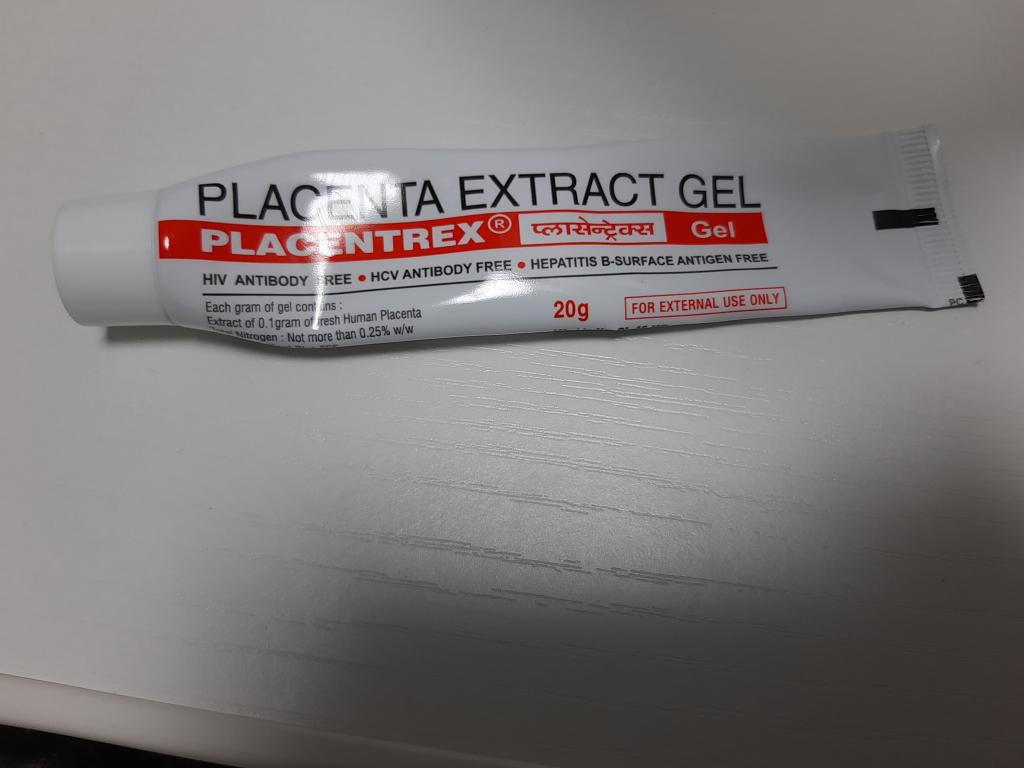 PLACENTA EXTRACT GEL
PLACENTREX® प्लासेन्ट्रेक्स Gel
HIV ANTIBODY FREE • HCV ANTIBODY FREE • HEPATITIS B-SURFACE ANTIGEN FREE
Each gram of gel contains :
Extract of 0.1gram of fresh Human Placenta
Total Nitrogen : Not more than 0.25% w/w
20g
FOR EXTERNAL USE ONLY